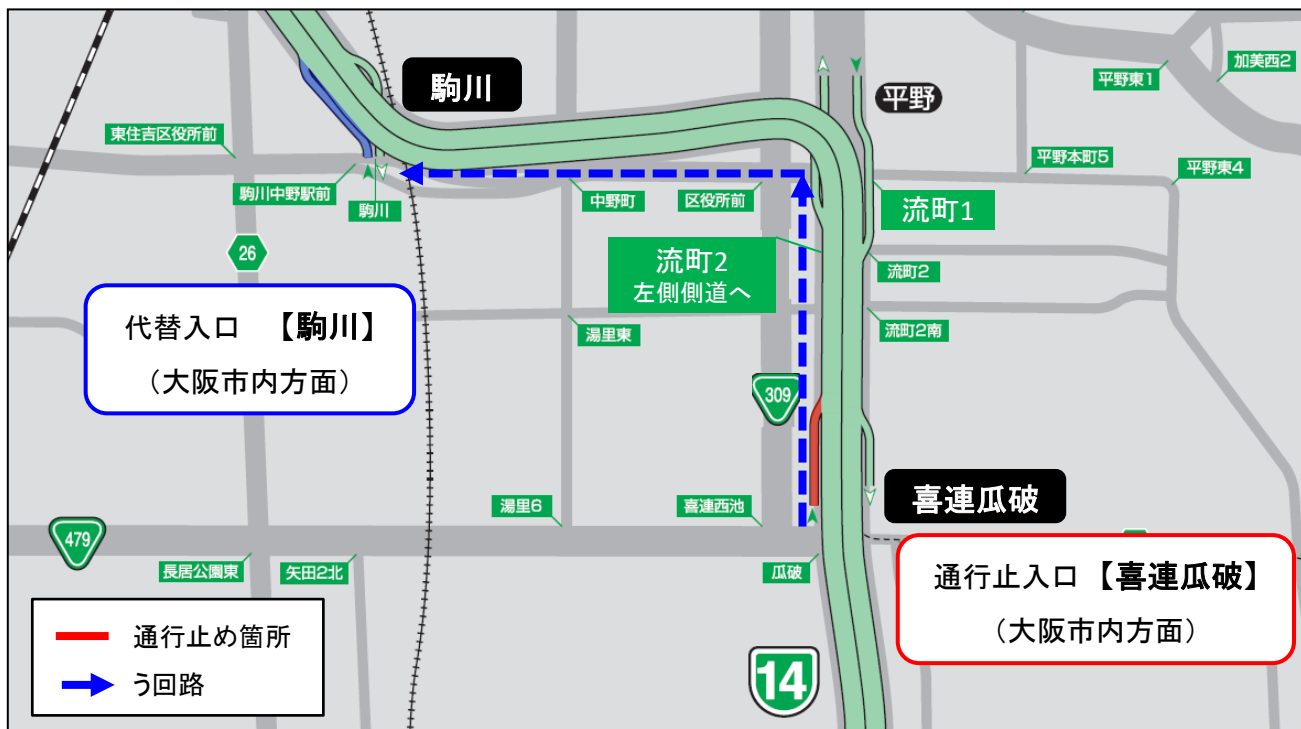 駒川
平野
加美西2
平野東1
東住吉区役所前
平野本町5
平野東4
駒川中野駅前
駒川
中野町
区役所前
流町1
26
流町2
左側側道へ
流町2
代替入口 【駒川】
(大阪市内方面)
湯里東
流町2南
309
湯里6
喜連西池
喜連瓜破
479
長居公園東
矢田2北
瓜破
通行止入口 【喜連瓜破】
(大阪市内方面)
通行止め箇所
う回路
14